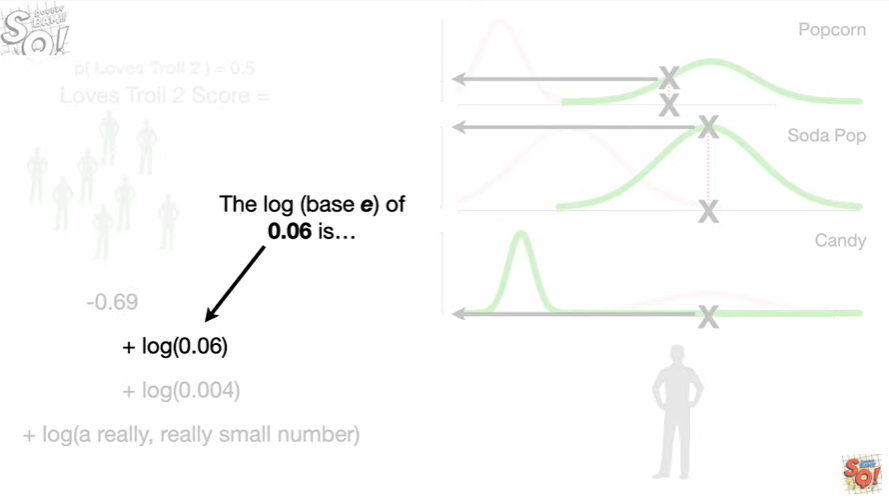 p( Loves Troll 2 ) = 0.5
Loves Troll 2 Score =
The log (base e) of
0.06 is…
-0.69
+ log(0.06)
+ log(0.004)
+ log(a really, really small number)
Popcorn
Soda Pop
Candy